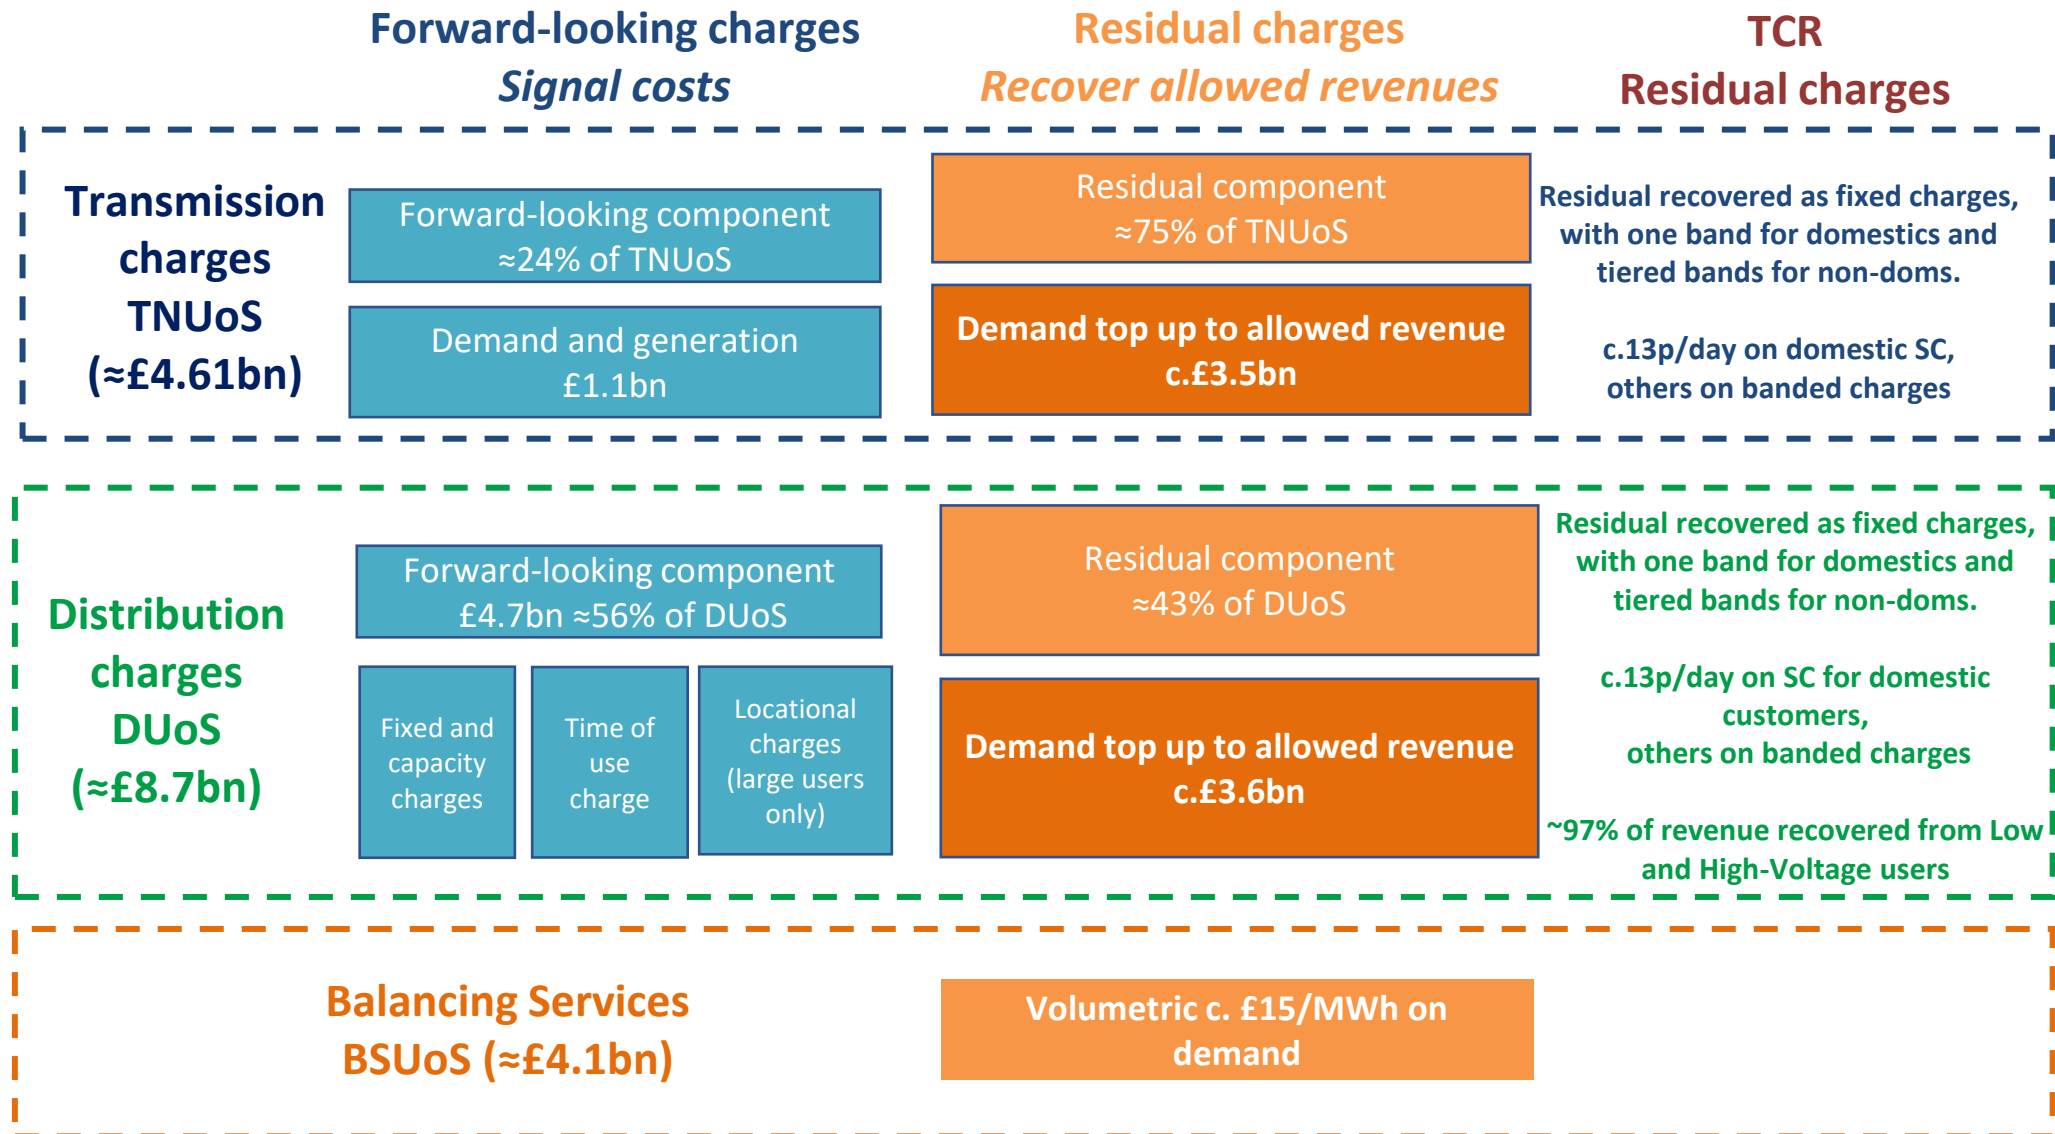 Forward-looking charges
Signal costs
Residual charges
Recover allowed revenues
TCR
Residual charges
Transmission
charges
TNUoS
(≈£4.61bn)
Forward-looking component
≈24% of TNUoS
Demand and generation
£1.1bn
Residual component
≈75% of TNUoS
Demand top up to allowed revenue
c.£3.5bn
Residual recovered as fixed charges,
with one band for domestics and
tiered bands for non-doms.
c.13p/day on domestic SC,
others on banded charges
Distribution
charges
DUoS
(≈£8.7bn)
Forward-looking component
£4.7bn ≈56% of DUoS
Fixed and
capacity
charges
Time of
use
charge
Locational
charges
(large users
only)
Residual component
≈43% of DUoS
Demand top up to allowed revenue
c.£3.6bn
Residual recovered as fixed charges,
with one band for domestics and
tiered bands for non-doms.
c.13p/day on SC for domestic
customers,
others on banded charges
~97% of revenue recovered from Low
and High-Voltage users
Balancing Services
BSUoS (≈£4.1bn)
Volumetric c. £15/MWh on
demand